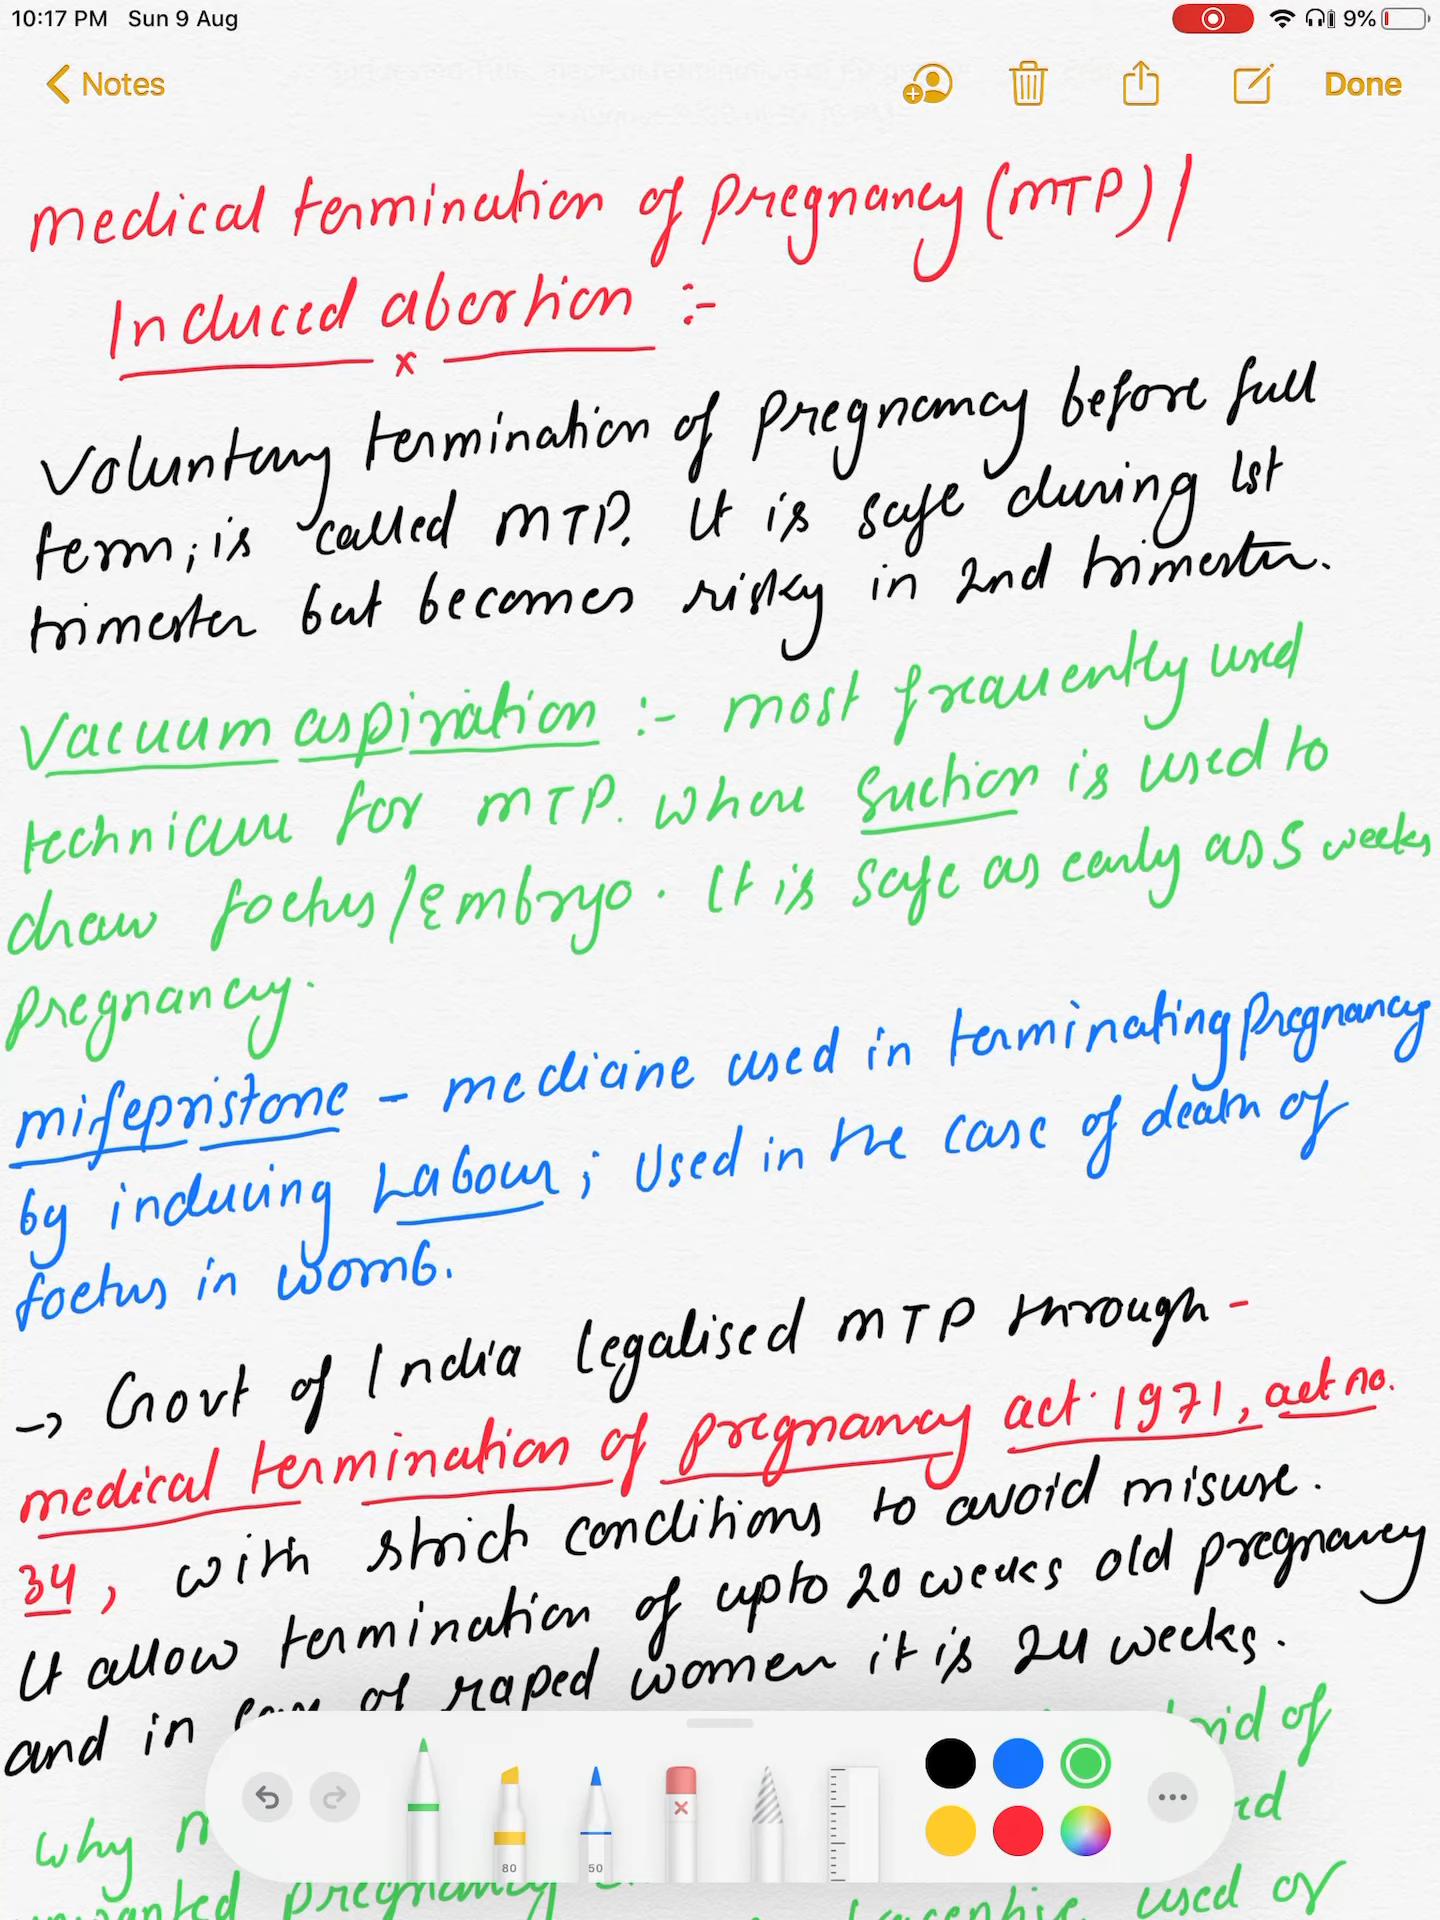 10:17 PM Sun 9 Aug 9%
Notes Done
Medical termination of pregnancy (MTP) /
Induced abortion :-
x
Voluntary termination of pregnancy before full
term, is called MTP. It is safe during 1st
trimester but becomes risky in 2nd trimester.
Vacuum aspiration :- most frequently used
technique for MTP. where Suction is used to
draw foetus/Embryo. It is safe as early as 5 weeks
pregnancy.
mifepristone - medicine used in terminating pregnancy
by inducing Labour; Used in the case of death of
foetus in womb.
→ Govt of India legalised MTP through -
medical termination of pregnancy act. 1971, act no.
34, with strict conditions to avoid misuse.
It allow termination of upto 20 weeks old pregnancy
and in case of raped women it is 24 weeks.
rid of
why
80 50
pregnancy used or